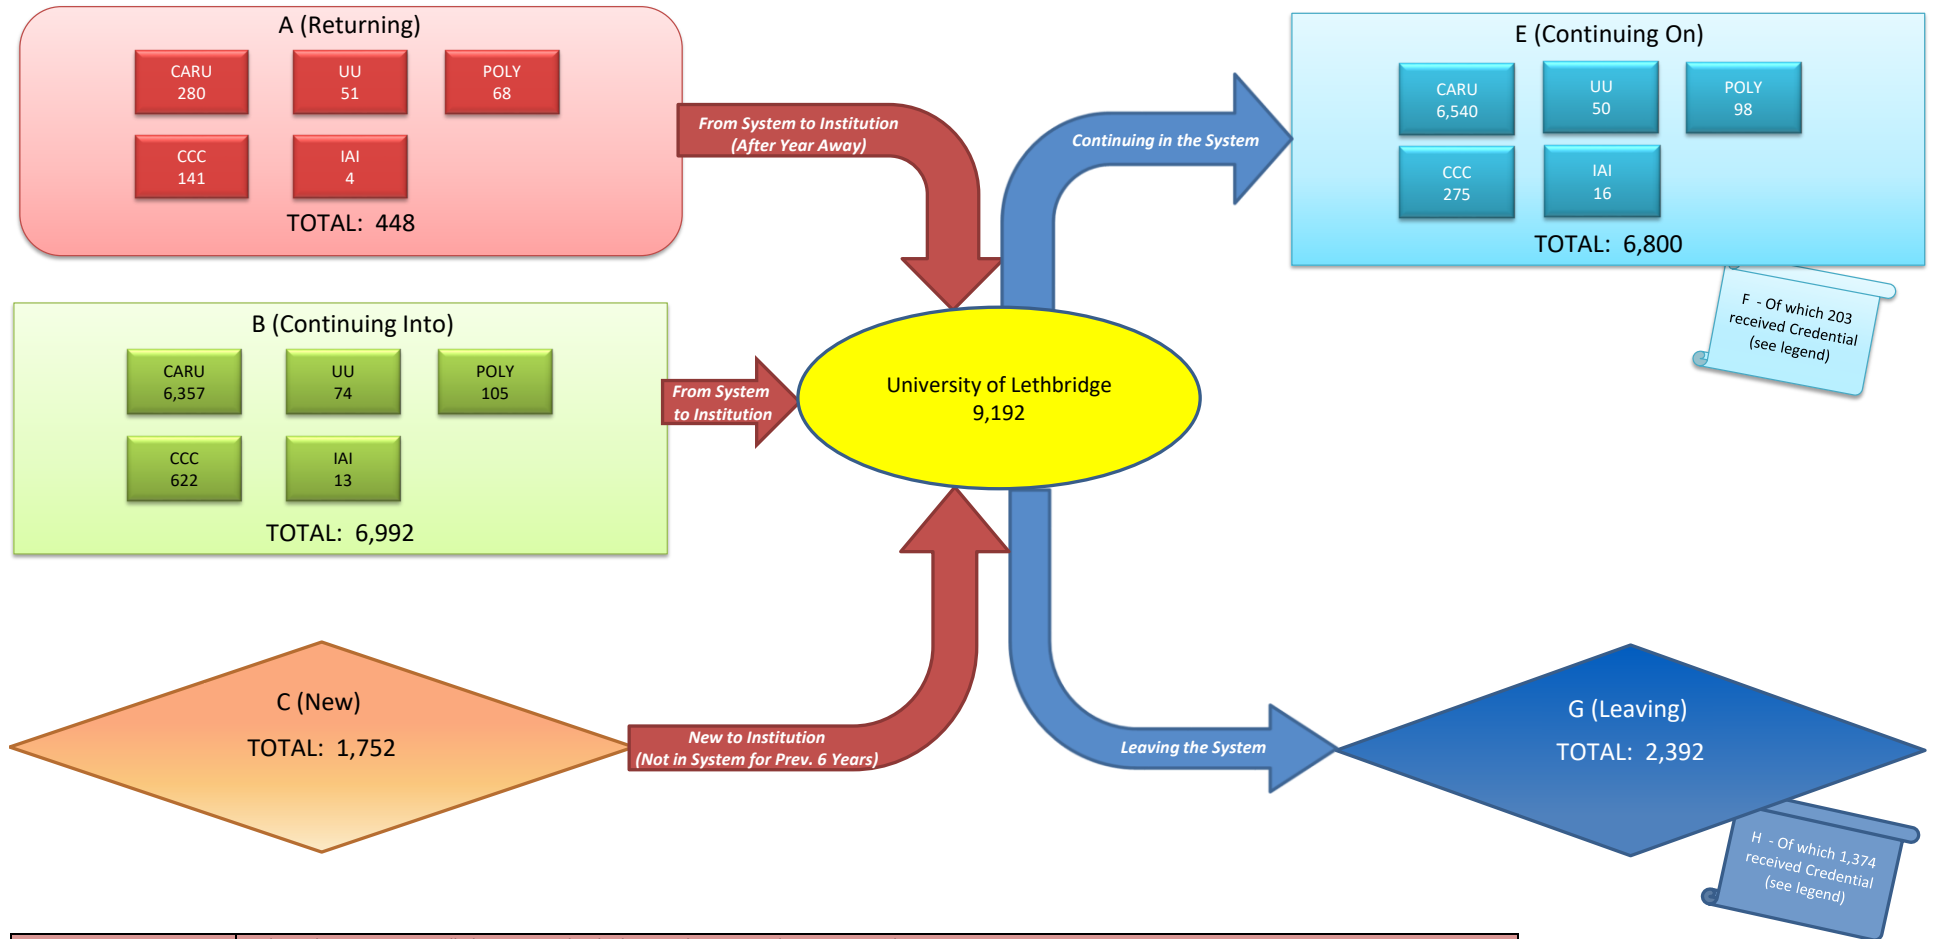 A (Returning)
CARU
280
UU
51
POLY
68
CCC
141
IAI
4
TOTAL: 448
From System to Institution
(After Year Away)
Continuing in the System
E (Continuing On)
CARU
6,540
UU
50
POLY
98
CCC
275
IAI
16
TOTAL: 6,800
F - Of which 203
received Credential
(see legend)
B (Continuing Into)
CARU
6,357
UU
74
POLY
105
CCC
622
IAI
13
TOTAL: 6,992
From System
to Institution
University of Lethbridge
9,192
C (New)
TOTAL: 1,752
New to Institution
(Not in System for Prev. 6 Years)
Leaving the System
G (Leaving)
TOTAL: 2,392
H - Of which 1,374
received Credential
(see legend)